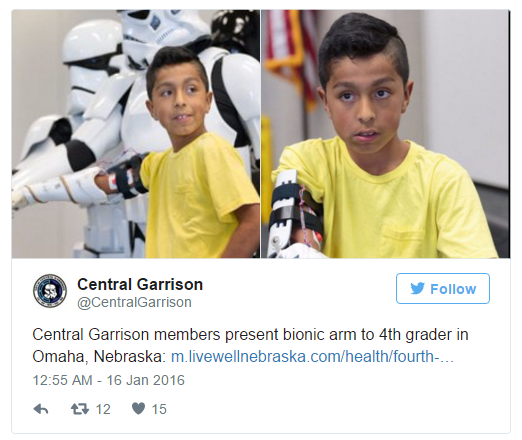 Central Garrison
@CentralGarrison
Follow
Central Garrison members present bionic arm to 4th grader in
Omaha, Nebraska: m.livewellnebraska.com/health/fourth-...
12:55 AM - 16 Jan 2016
12
15